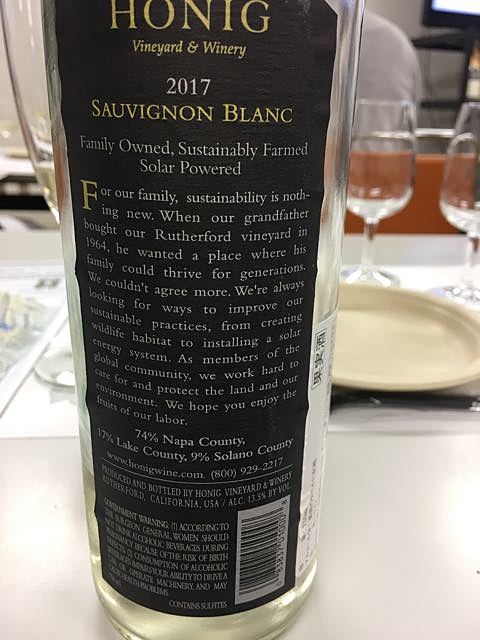 HONIG
Vineyard & Winery
2017
SAUVIGNON BLANC
Family Owned, Sustainably Farmed
Solar Powered
For our family, sustainability is noth-
ing new. When our grandfather
bought our Rutherford vineyard in
1964, he wanted a place where his
family could thrive for generations.
We couldn't agree more. We're always
looking for ways to improve our
sustainable practices, from creating
wildlife habitat to installing a solar
energy system. As members of the
global community, we work hard to
care for and protect the land and our
environment. We hope you enjoy the
fruits of our labor.
74% Napa County,
17% Lake County, 9% Solano County
www.honigwine.com (800) 929-2217
PRODUCED AND BOTTLED BY HONIG VINEYARD & WINERY
RUTHERFORD, CALIFORNIA, USA / ALC. 13.5% BY VOL.
GOVERNMENT WARNING: (1) ACCORDING TO
THE SURGEON GENERAL, WOMEN SHOULD
NOT DRINK ALCOHOLIC BEVERAGES DURING
PREGNANCY BECAUSE OF THE RISK OF BIRTH
DEFECTS. (2) CONSUMPTION OF ALCOHOLIC
BEVERAGES IMPAIRS YOUR ABILITY TO DRIVE A
CAR OR OPERATE MACHINERY, AND MAY
CAUSE HEALTH PROBLEMS.
CONTAINS SULFITES
果実酒